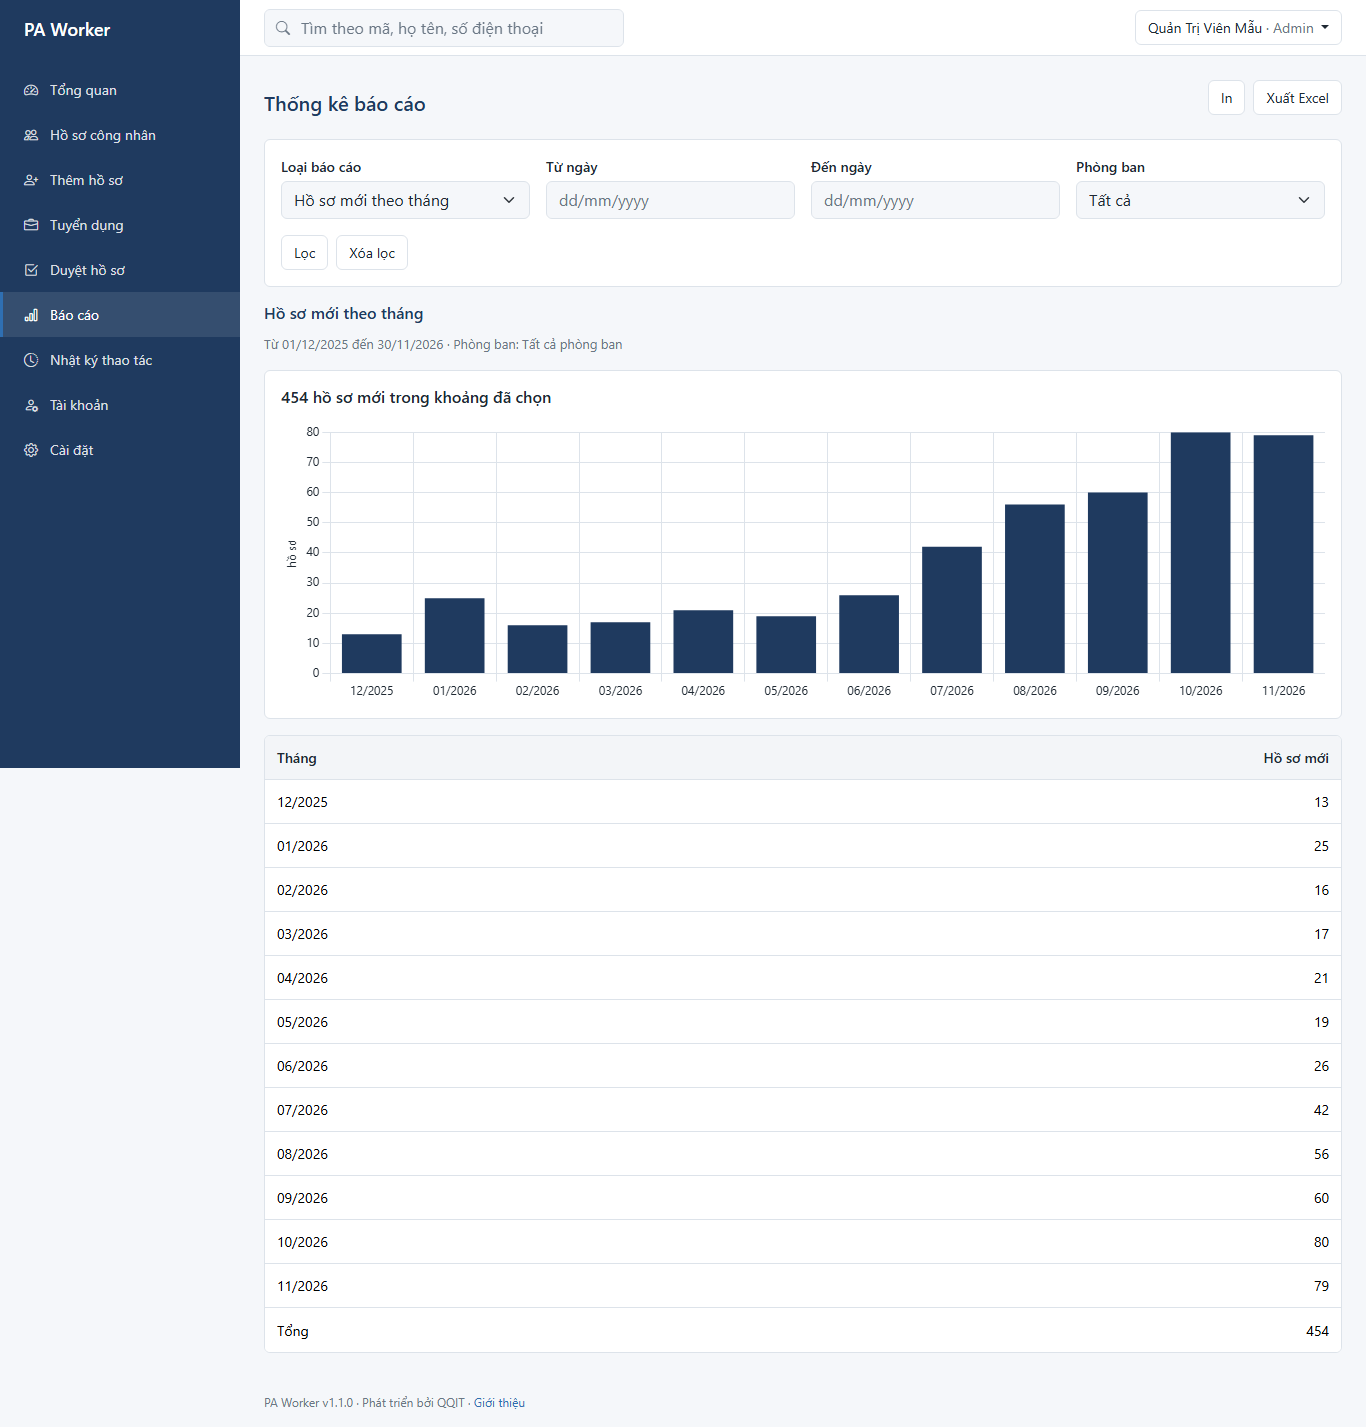 PA Worker
Tìm theo mã, họ tên, số điện thoại
Quản Trị Viên Mẫu · Admin
Tổng quan
Hồ sơ công nhân
Thêm hồ sơ
Tuyển dụng
Duyệt hồ sơ
Báo cáo
Nhật ký thao tác
Tài khoản
Cài đặt
Thống kê báo cáo
In
Xuất Excel
Loại báo cáo
Từ ngày
Đến ngày
Phòng ban
Hồ sơ mới theo tháng
dd/mm/yyyy
dd/mm/yyyy
Tất cả
Lọc
Xóa lọc
Hồ sơ mới theo tháng
Từ 01/12/2025 đến 30/11/2026 · Phòng ban: Tất cả phòng ban
454 hồ sơ mới trong khoảng đã chọn
80
70
60
50
40
30
20
10
0
hồ sơ
12/2025 01/2026 02/2026 03/2026 04/2026 05/2026 06/2026 07/2026 08/2026 09/2026 10/2026 11/2026
Tháng Hồ sơ mới
12/2025 13
01/2026 25
02/2026 16
03/2026 17
04/2026 21
05/2026 19
06/2026 26
07/2026 42
08/2026 56
09/2026 60
10/2026 80
11/2026 79
Tổng 454
PA Worker v1.1.0 · Phát triển bởi QQIT · Giới thiệu